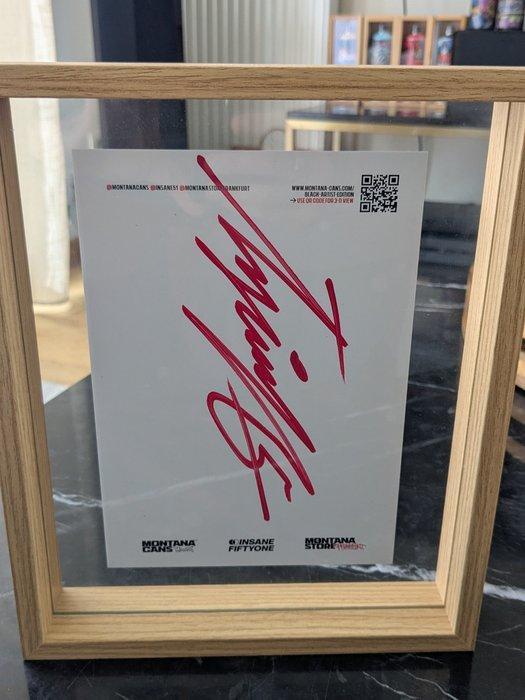 @MONTANACANS @INSANE51 @MONTANASTOREFRANKFURT
WWW.MONTANA-CANS.COM/
BLACK-ARTIST-EDITION
→ USE QR CODE FOR 3-D VIEW
MONTANA
CANS
INSANE
FIFTYONE
MONTANA
STORE